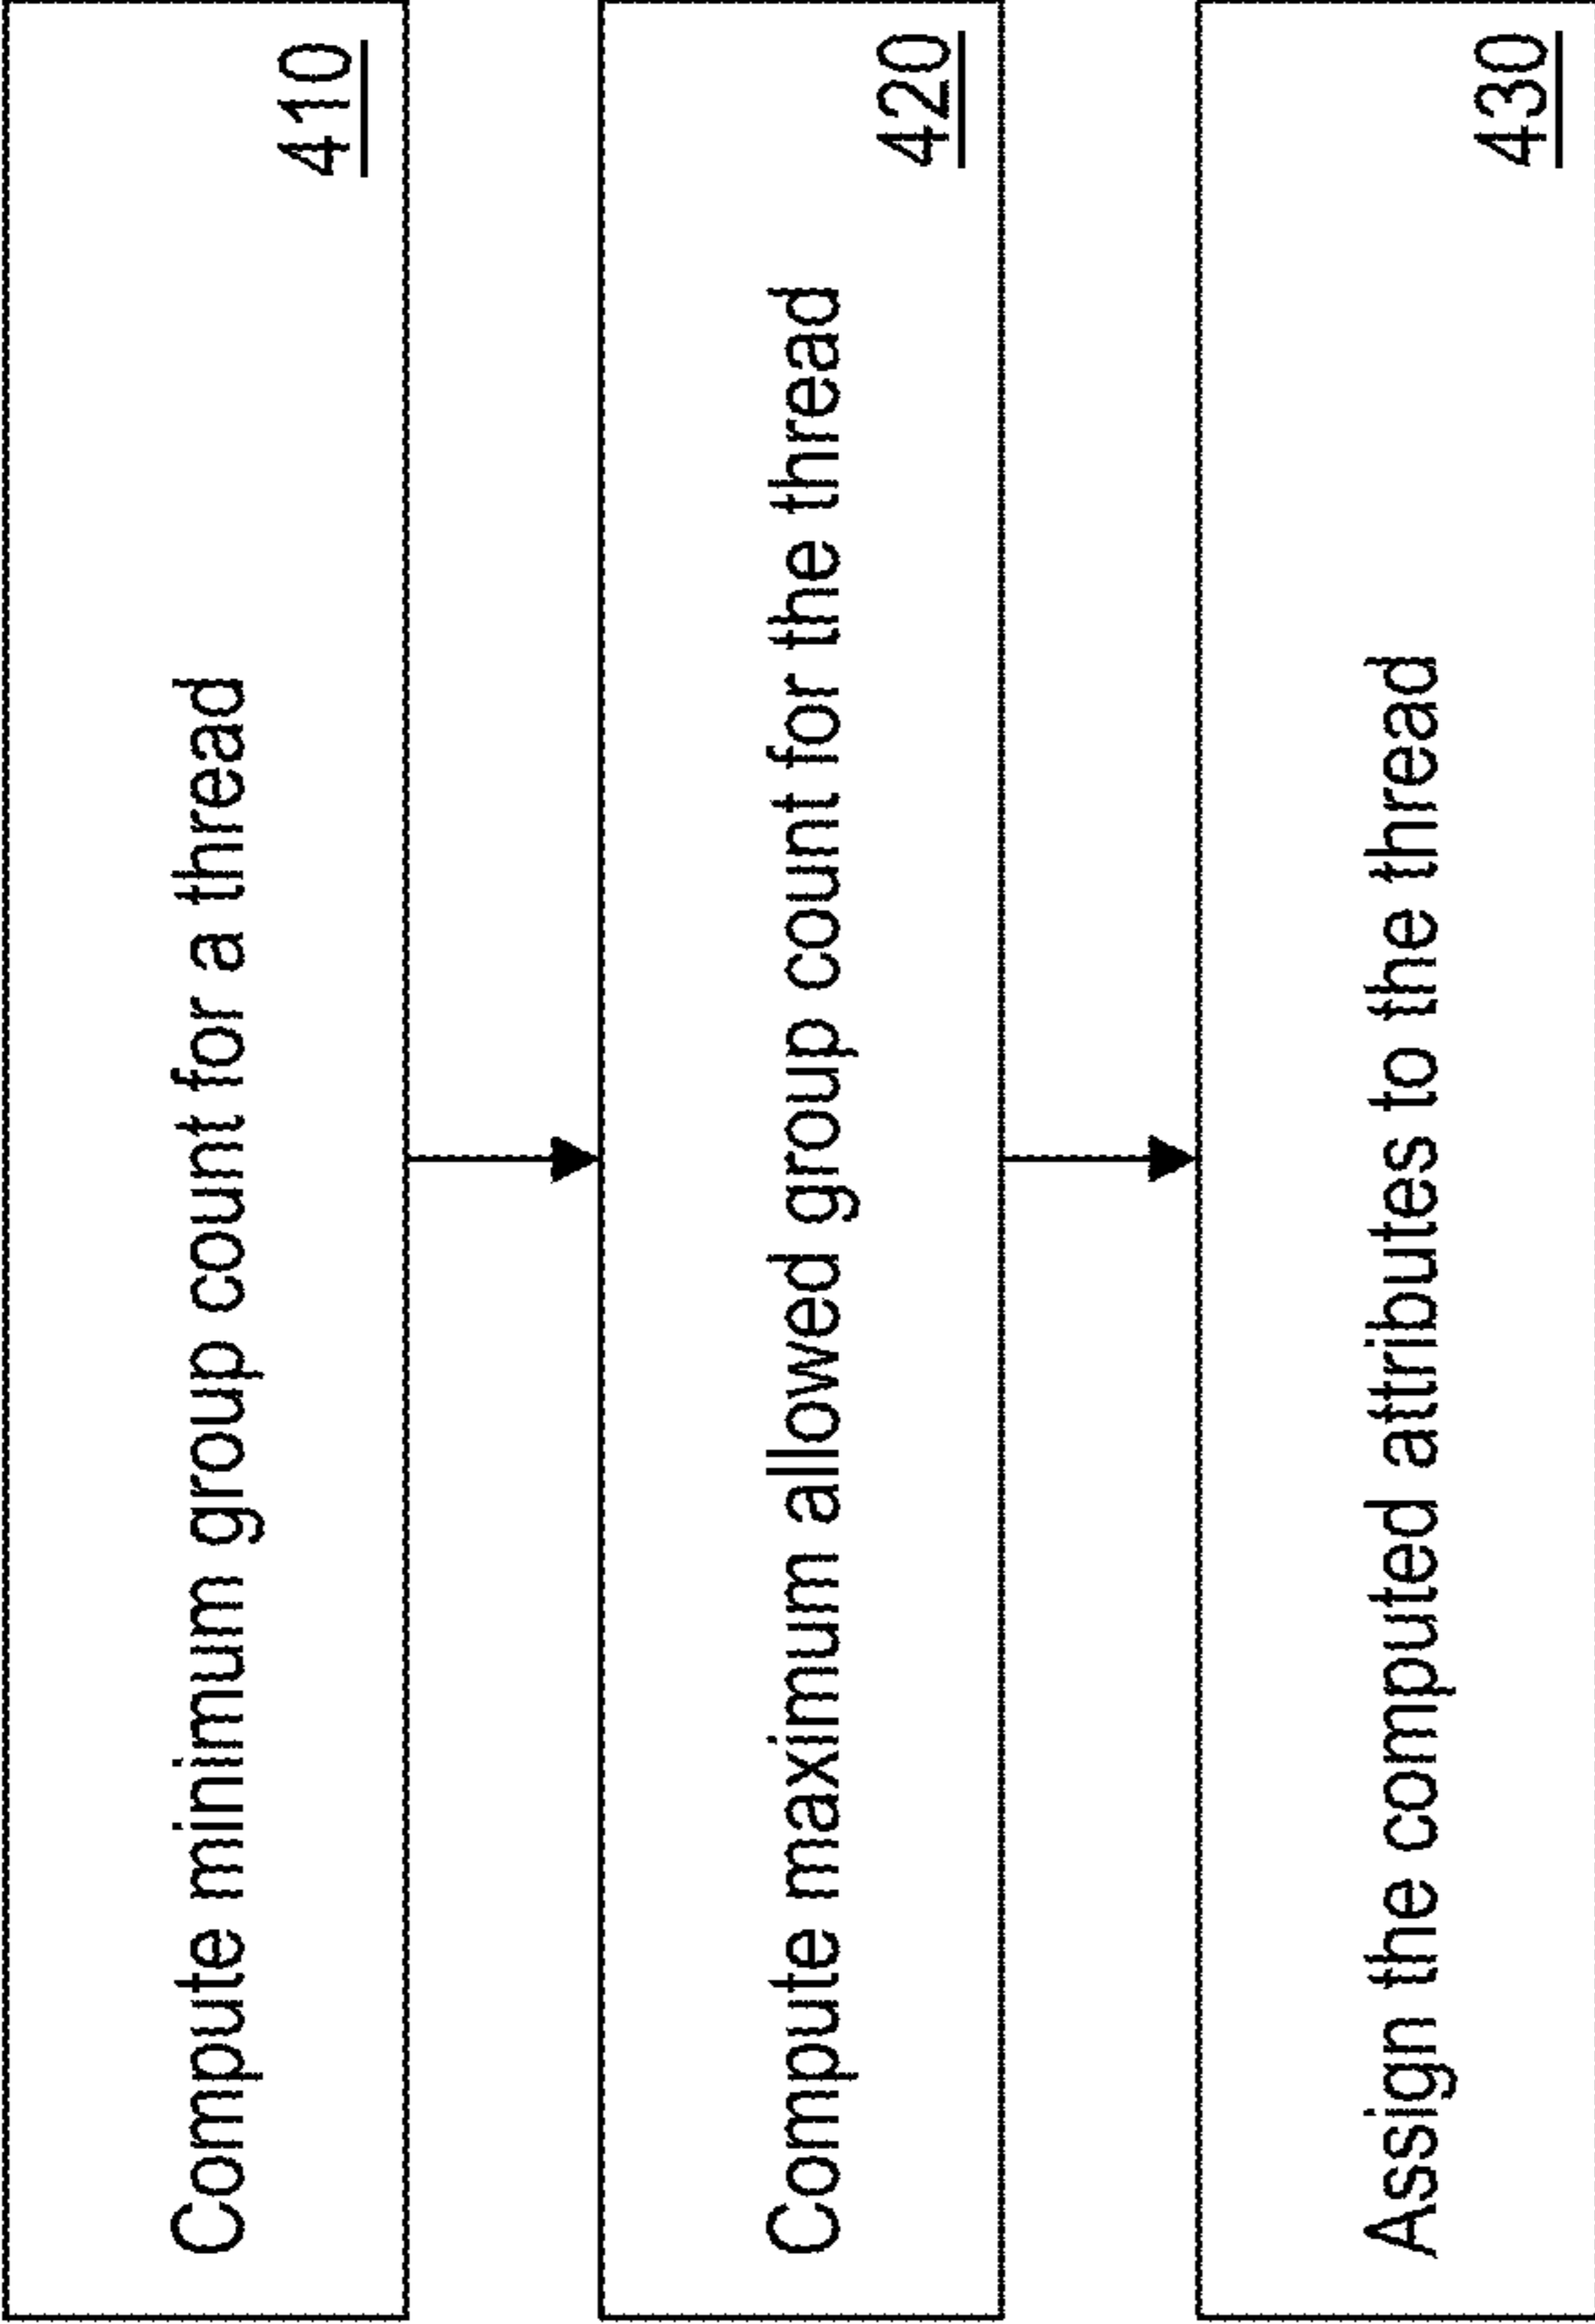 Compute minimum group count for a thread
410
Compute maximum allowed group count for the thread
420
Assign the computed attributes to the thread
430